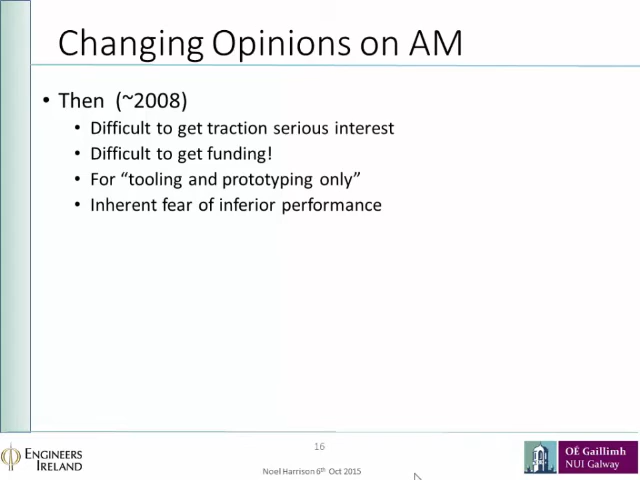 Changing Opinions on AM
• Then (~2008)
• Difficult to get traction serious interest
• Difficult to get funding!
• For “tooling and prototyping only”
• Inherent fear of inferior performance
16
ENGINEERS
IRELAND
Noel Harrison 6th Oct 2015
OÉ Gaillimh
NUI Galway